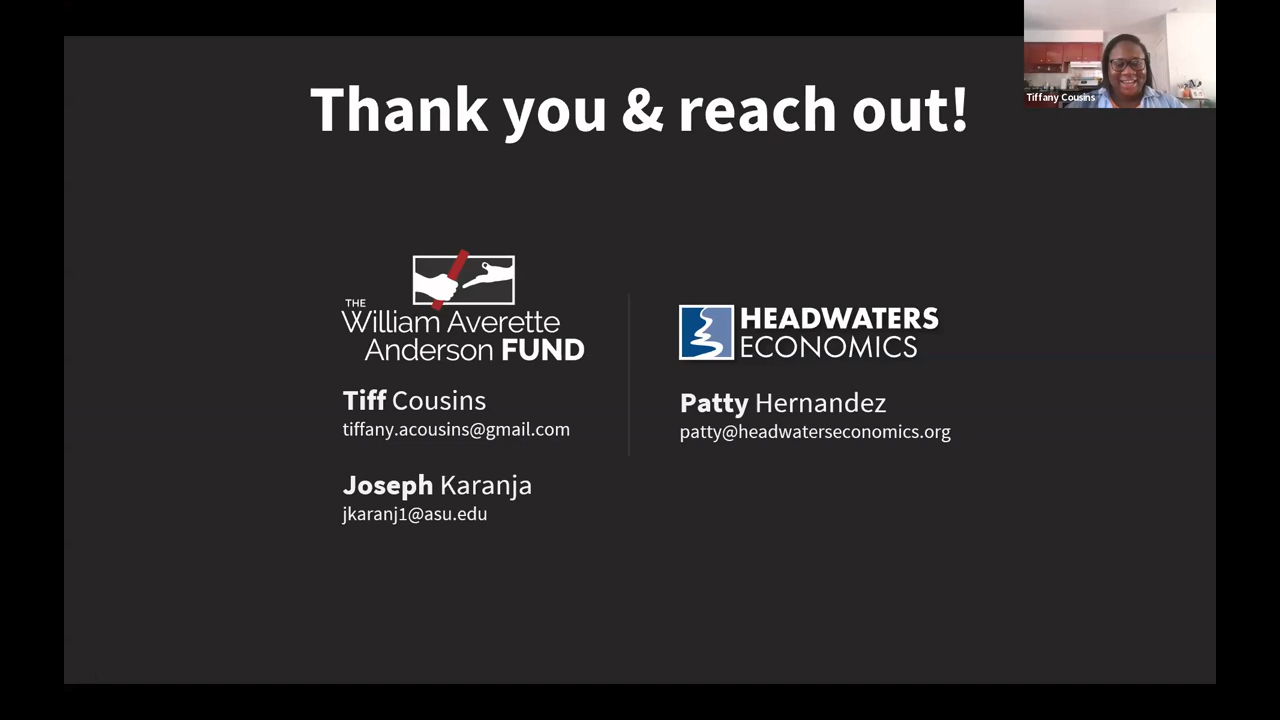 Thank you & reach out!
Tiffany Cousins
THE
William Averette
Anderson FUND
Tiff Cousins
tiffany.acousins@gmail.com
Joseph Karanja
jkaranj1@asu.edu
HEADWATERS
ECONOMICS
Patty Hernandez
patty@headwaterseconomics.org